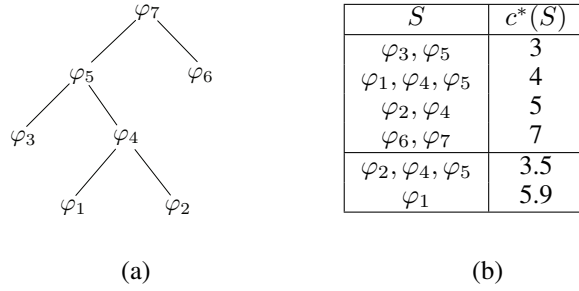 φ₇
φ₅ φ₆
φ₃ φ₄
φ₁ φ₂
(a)
S c*(S)
φ₃, φ₅ 3
φ₁, φ₄, φ₅ 4
φ₂, φ₄ 5
φ₆, φ₇ 7
φ₂, φ₄, φ₅ 3.5
φ₁ 5.9
(b)